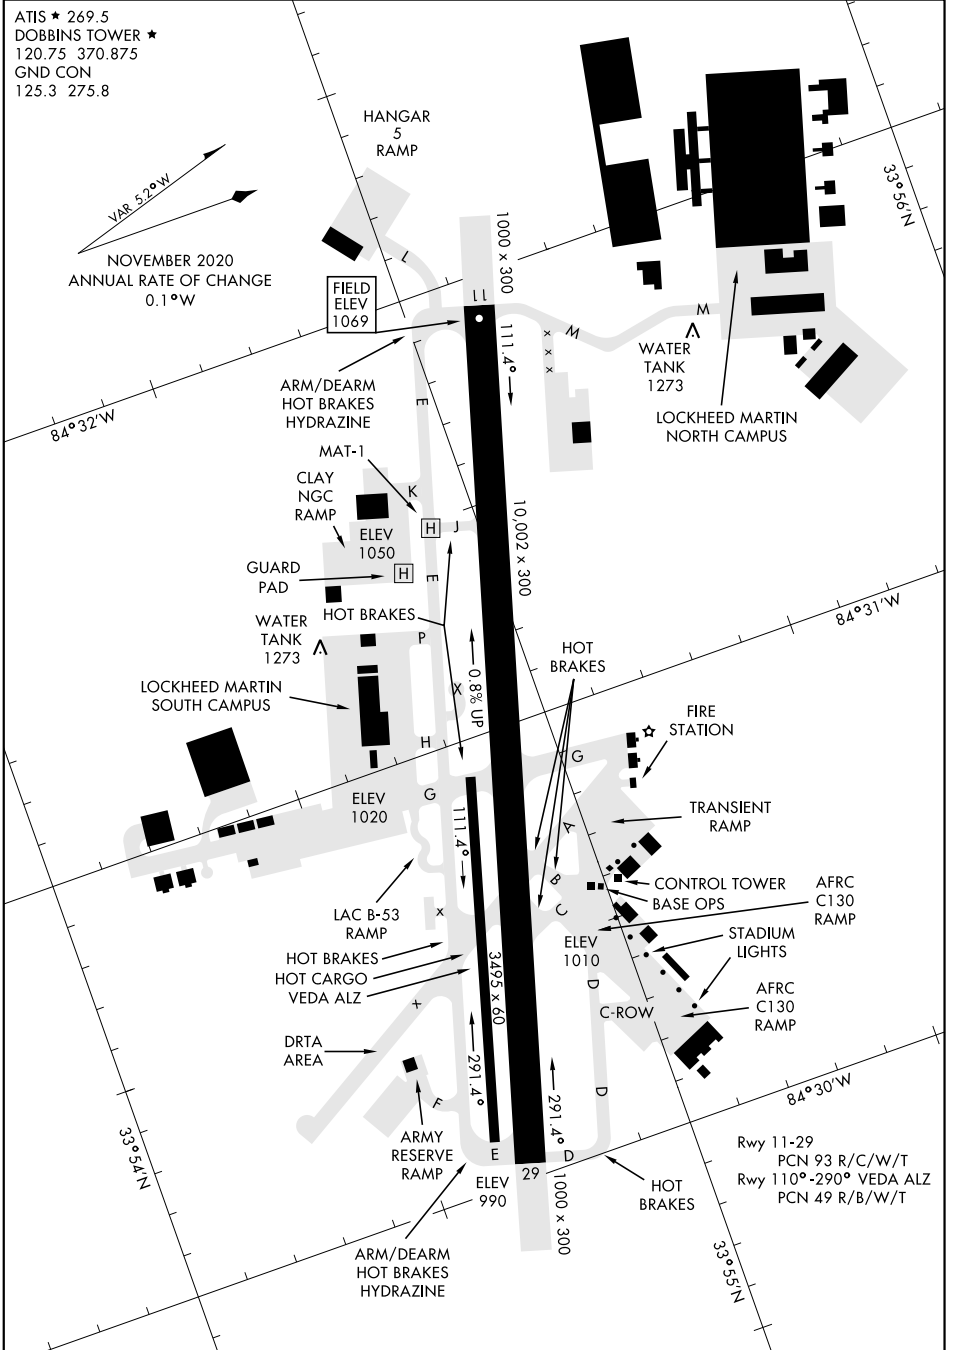 ATIS ★ 269.5
DOBBINS TOWER ★
120.75 370.875
GND CON
125.3 275.8
HANGAR
5
RAMP
VAR 5.2°W
NOVEMBER 2020
ANNUAL RATE OF CHANGE
0.1°W
FIELD
ELEV
1069
L
1000 x 300
11
111.4°
33°56'N
M
M
x
x
x
WATER
TANK
1273
LOCKHEED MARTIN
NORTH CAMPUS
84°32'W
ARM/DEARM
HOT BRAKES
HYDRAZINE
E
MAT-1
CLAY
NGC
RAMP
K
H
J
ELEV
1050
10,002 x 300
GUARD
PAD
H
E
HOT BRAKES
WATER
TANK
1273
P
84°31'W
HOT
BRAKES
LOCKHEED MARTIN
SOUTH CAMPUS
X
0.8% UP
FIRE
STATION
H
G
ELEV
1020
G
111.4°
TRANSIENT
RAMP
A
B
C
CONTROL TOWER
BASE OPS
AFRC
C130
RAMP
LAC B-53
RAMP
x
ELEV
1010
STADIUM
LIGHTS
HOT BRAKES
HOT CARGO
VEDA ALZ
3495 x 60
D
C-ROW
AFRC
C130
RAMP
x
DRTA
AREA
291.4°
291.4°
D
84°30'W
F
33°54'N
ARMY
RESERVE
RAMP
E
D
29
ELEV
990
1000 x 300
HOT
BRAKES
Rwy 11-29
PCN 93 R/C/W/T
Rwy 110°-290° VEDA ALZ
PCN 49 R/B/W/T
ARM/DEARM
HOT BRAKES
HYDRAZINE
33°55'N